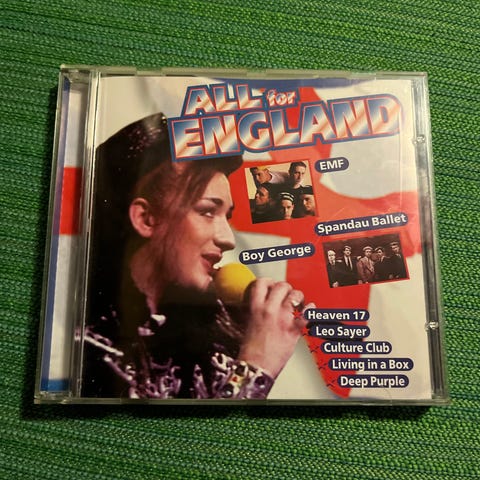 ALL for
ENGLAND
EMF
Spandau Ballet
Boy George
Heaven 17
Leo Sayer
Culture Club
Living in a Box
Deep Purple